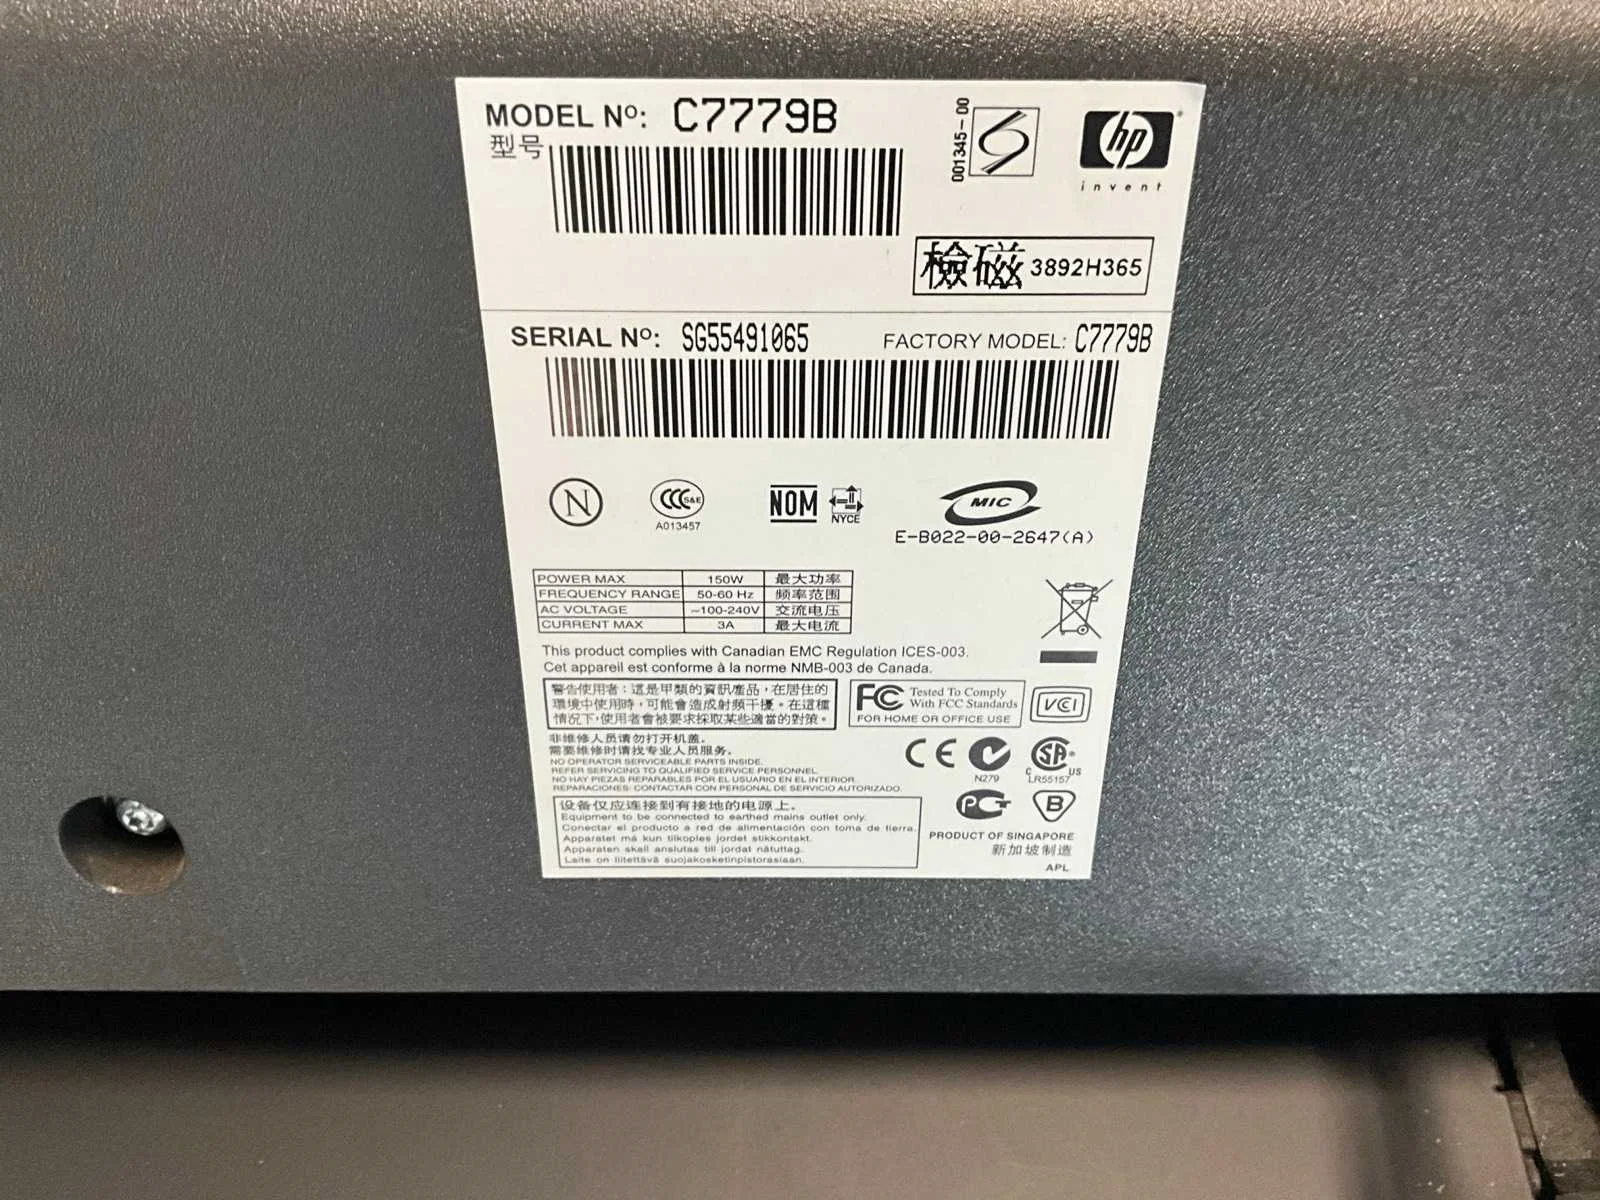 MODEL Nº: C7779B
型号
001345-00
hp
invent
檢磁 3892H365
SERIAL Nº: SG55491065 FACTORY MODEL: C7779B
N
CCC S&E
A013457
NOM
NYCE
MIC
E-B022-00-2647(A)
POWER MAX 150W 最大功率
FREQUENCY RANGE 50-60 Hz 频率范围
AC VOLTAGE ~100-240V 交流电压
CURRENT MAX 3A 最大电流
This product complies with Canadian EMC Regulation ICES-003.
Cet appareil est conforme à la norme NMB-003 de Canada.
警告使用者：這是甲類的資訊產品，在居住的
環境中使用時，可能會造成射頻干擾。在這種
情況下，使用者會被要求採取某些適當的對策。
FC Tested To Comply
With FCC Standards
FOR HOME OR OFFICE USE
VCI
非维修人员请勿打开机盖。
需要维修时请找专业人员服务。
NO OPERATOR SERVICEABLE PARTS INSIDE.
REFER SERVICING TO QUALIFIED SERVICE PERSONNEL.
NO HAY PIEZAS REPARABLES POR EL USUARIO EN EL INTERIOR.
REPARACIONES: CONTACTAR CON PERSONAL DE SERVICIO AUTORIZADO.
CE
N279
SA
C US
LR55157
设备仅应连接到有接地的电源上。
Equipment to be connected to earthed mains outlet only.
Conectar el producto a red de alimentación con toma de tierra.
Apparatet må kun tilkoples jordet stikkontakt.
Apparaten skall anslutas till jordat nätuttag.
Laite on liitettävä suojakosketinpistorasiaan.
B
PRODUCT OF SINGAPORE
新加坡制造
APL